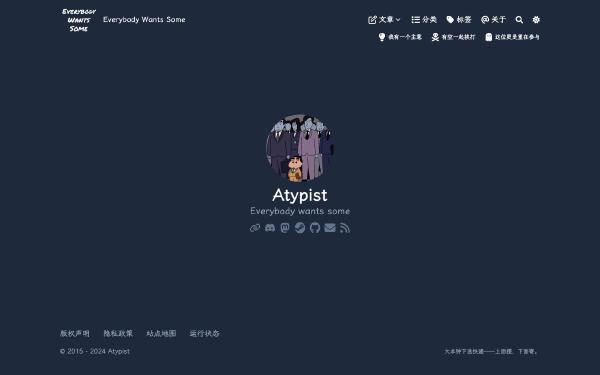 Everybody Wants Some
Everybody Wants Some
文章 分类 标签 关于
我有一个主意 有空一起挨打 这位更是重在参与
Atypist
Everybody wants some
版权声明 隐私政策 站点地图 运行状态
© 2015 - 2024 Atypist
大本钟下送快递——上面摆，下面寄。